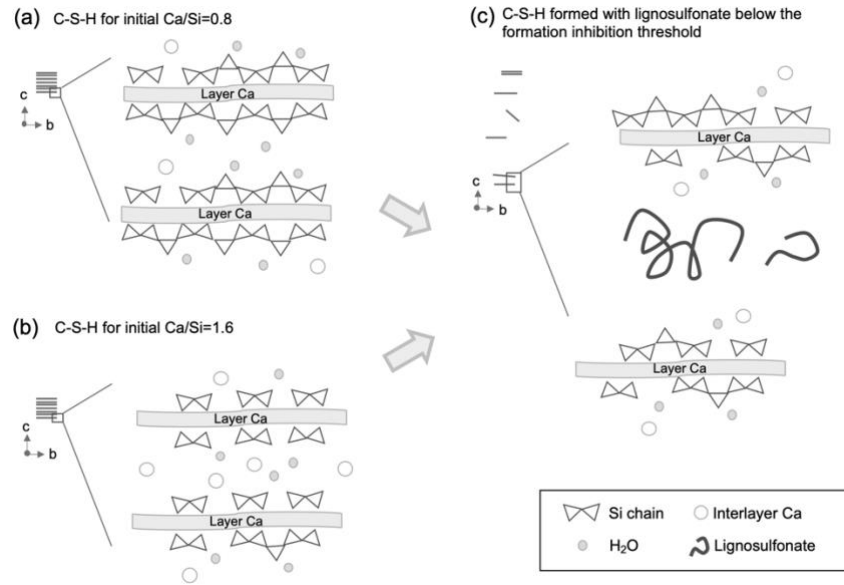 (a) C-S-H for initial Ca/Si=0.8
c
b
Layer Ca
Layer Ca
(b) C-S-H for initial Ca/Si=1.6
c
b
Layer Ca
Layer Ca
(c) C-S-H formed with lignosulfonate below the
formation inhibition threshold
c
b
Layer Ca
Layer Ca
Si chain
Interlayer Ca
H₂O
Lignosulfonate